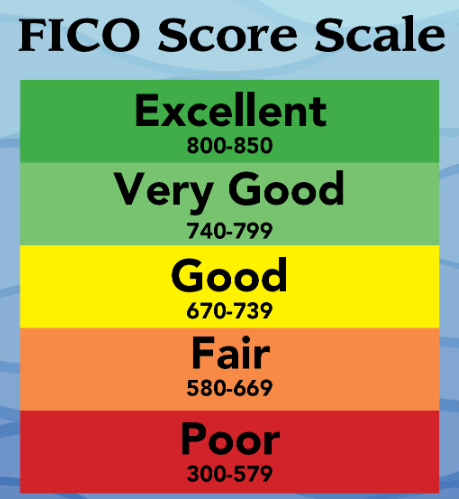 FICO Score Scale
Excellent
800-850
Very Good
740-799
Good
670-739
Fair
580-669
Poor
300-579